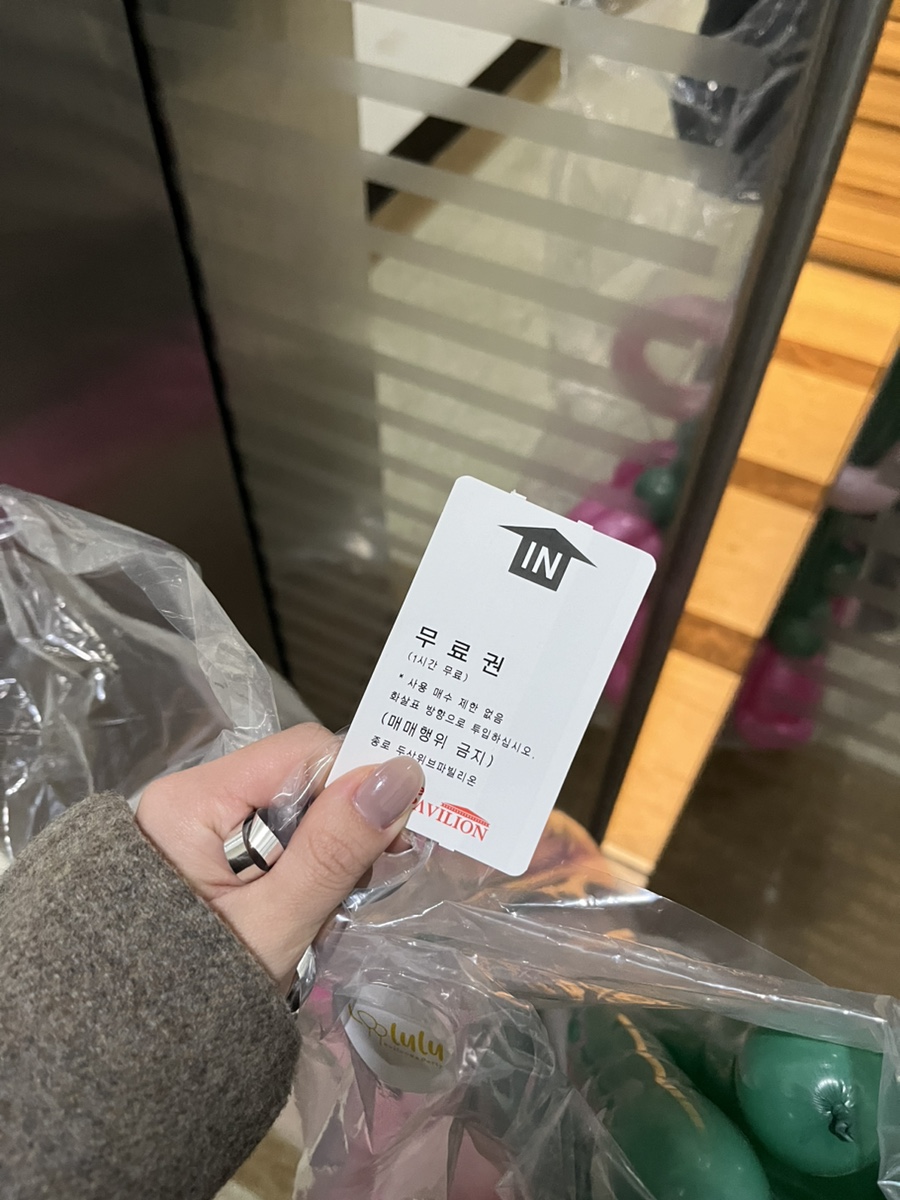 IN
무료권
(1시간 무료)
* 사용 매수 제한 없음
화살표 방향으로 투입하십시오.
(매매행위 금지)
종로 두산위브파빌리온
AVILION
lulu